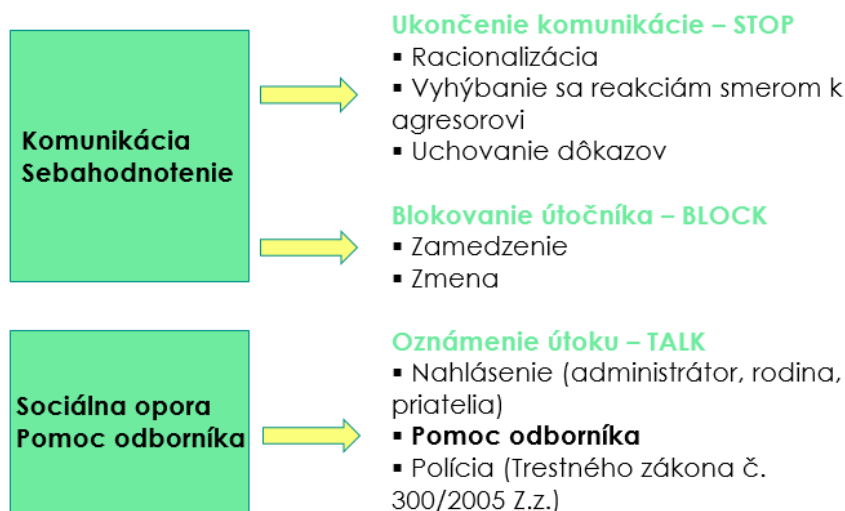 Komunikácia
Sebahodnotenie
Ukončenie komunikácie – STOP
▪ Racionalizácia
▪ Vyhýbanie sa reakciám smerom k
agresorovi
▪ Uchovanie dôkazov
Blokovanie útočníka – BLOCK
▪ Zamedzenie
▪ Zmena
Sociálna opora
Pomoc odborníka
Oznámenie útoku – TALK
▪ Nahlásenie (administrátor, rodina,
priatelia)
▪ Pomoc odborníka
▪ Polícia (Trestného zákona č.
300/2005 Z.z.)